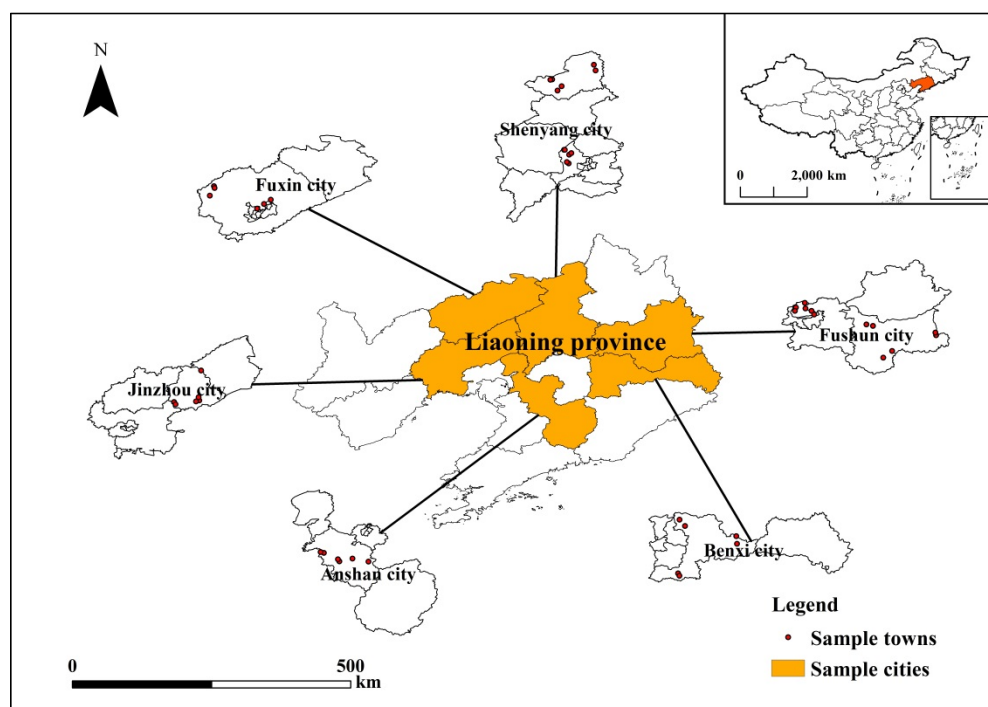 N
Shenyang city
Fuxin city
0 2,000 km
Liaoning province
Fushun city
Jinzhou city
Anshan city
Benxi city
Legend
Sample towns
Sample cities
0 500
km